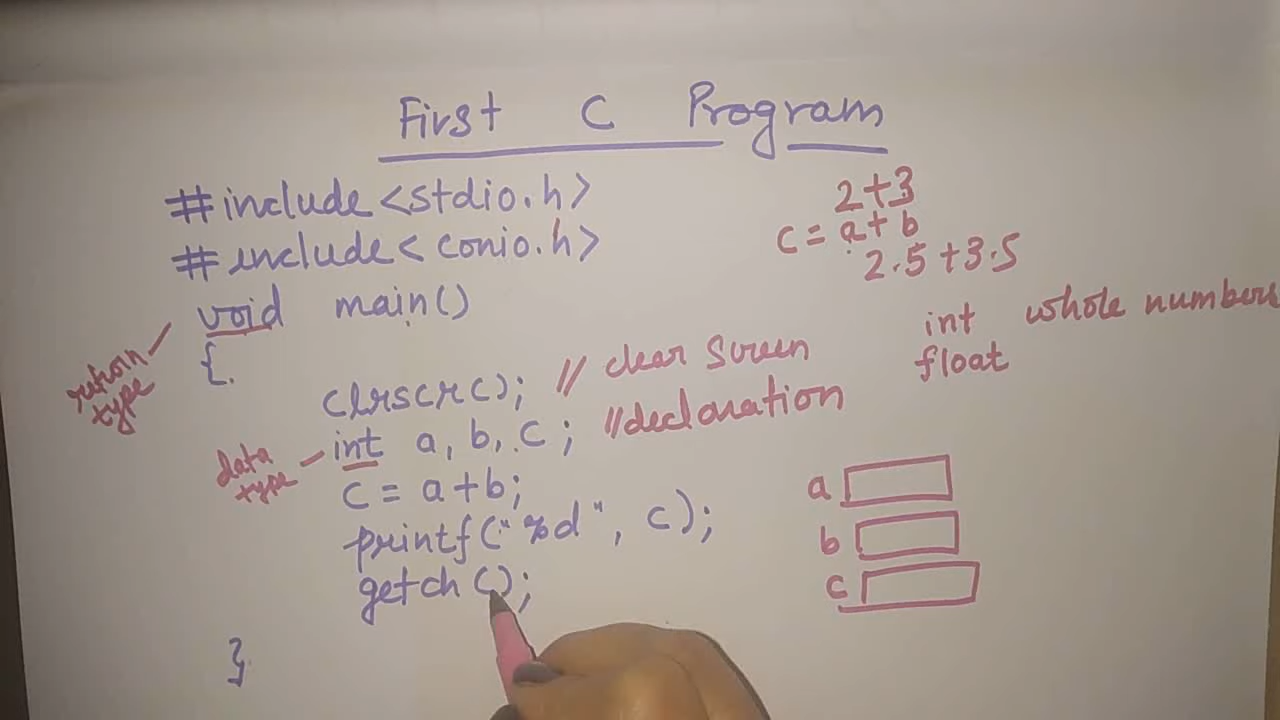 First C Program
#include <stdio.h>
#include < conio.h>
void main()
return type
{
clrscr(); // clear Screen
data type
int a, b, c ; //declaration
c = a+b;
printf("%d", c);
getch();
}
2+3
c = a+b
2.5+3.5
int whole numbers
float
a
b
c